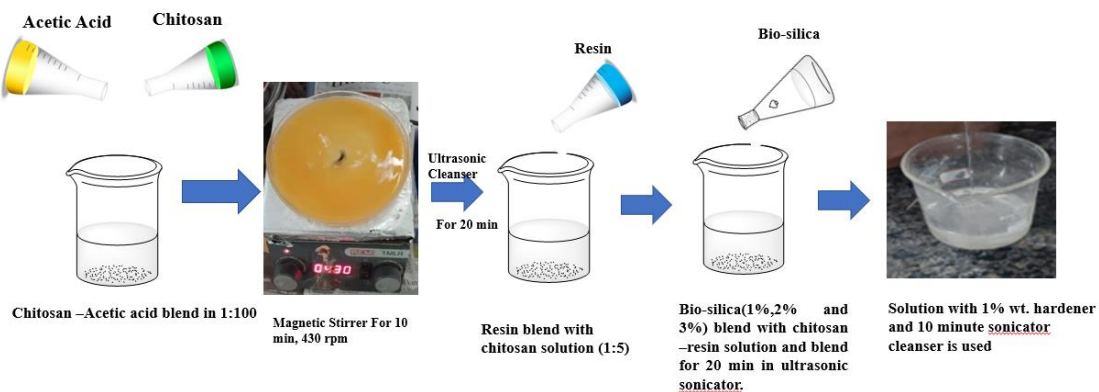 Acetic Acid
Chitosan
Resin
Bio-silica
Ultrasonic
Cleanser
For 20 min
0430
Chitosan –Acetic acid blend in 1:100
Magnetic Stirrer For 10
min, 430 rpm
Resin blend with
chitosan solution (1:5)
Bio-silica(1%,2% and
3%) blend with chitosan
–resin solution and blend
for 20 min in ultrasonic
sonicator.
Solution with 1% wt. hardener
and 10 minute sonicator
cleanser is used